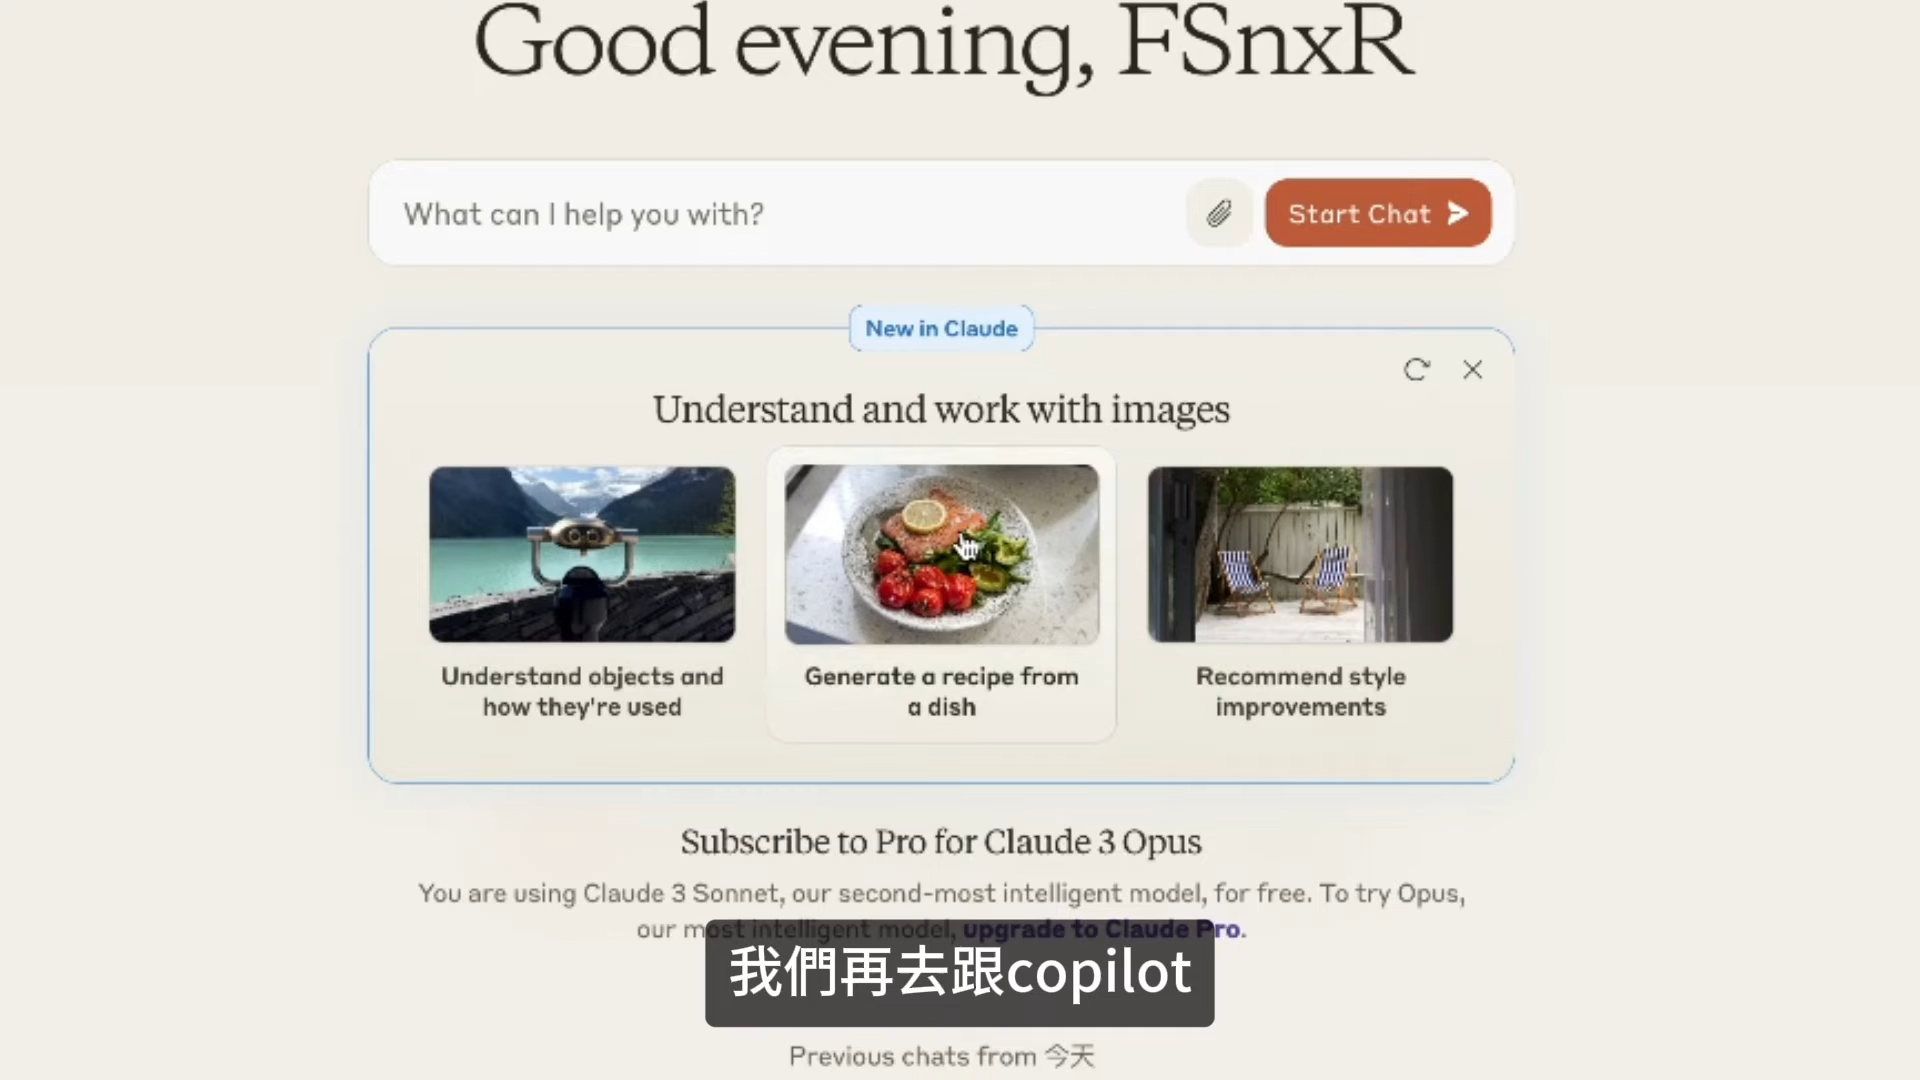 Good evening, FSnxR
What can I help you with?
Start Chat
New in Claude
Understand and work with images
Understand objects and
how they're used
Generate a recipe from
a dish
Recommend style
improvements
Subscribe to Pro for Claude 3 Opus
You are using Claude 3 Sonnet, our second-most intelligent model, for free. To try Opus,
our most intelligent model, upgrade to Claude Pro.
我們再去跟copilot
Previous chats from 今天